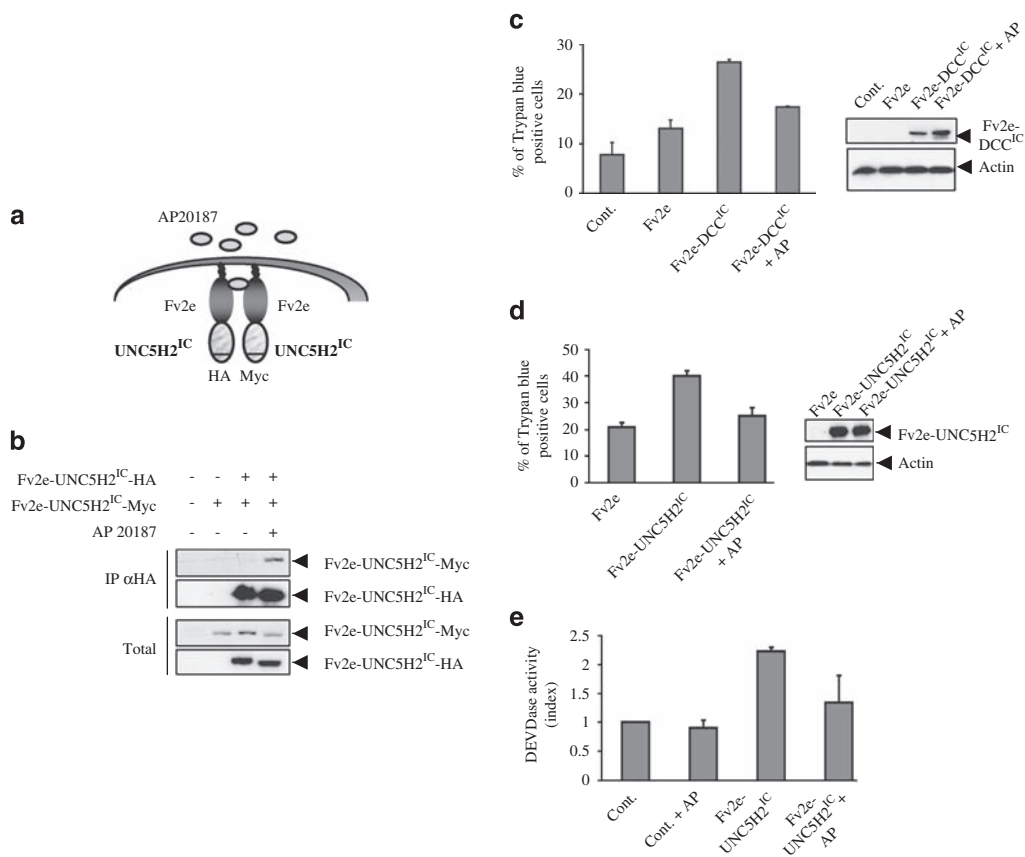 a
AP20187
Fv2e Fv2e
UNC5H2^IC UNC5H2^IC
HA Myc
b
Fv2e-UNC5H2^IC-HA - - + +
Fv2e-UNC5H2^IC-Myc - + + +
AP 20187 - - - +
IP αHA
Fv2e-UNC5H2^IC-Myc
Fv2e-UNC5H2^IC-HA
Total
Fv2e-UNC5H2^IC-Myc
Fv2e-UNC5H2^IC-HA
c
% of Trypan blue
positive cells
30
20
10
0
Cont.
Fv2e
Fv2e-DCC^IC
Fv2e-DCC^IC
+ AP
Cont.
Fv2e
Fv2e-DCC^IC
Fv2e-DCC^IC + AP
Fv2e-
DCC^IC
Actin
d
% of Trypan blue
positive cells
50
40
30
20
10
0
Fv2e
Fv2e-UNC5H2^IC
Fv2e-UNC5H2^IC
+ AP
Fv2e
Fv2e-UNC5H2^IC
Fv2e-UNC5H2^IC + AP
Fv2e-UNC5H2^IC
Actin
e
DEVDase activity
(index)
2.5
2
1.5
1
0.5
0
Cont.
Cont. + AP
Fv2e-
UNC5H2^IC
Fv2e-
UNC5H2^IC +
AP